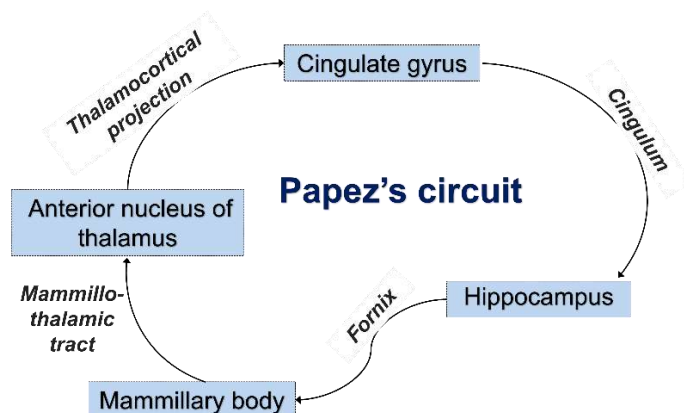 Thalamocortical
projection
Cingulate gyrus
Cingulum
Papez’s circuit
Anterior nucleus of
thalamus
Hippocampus
Fornix
Mammillo-
thalamic
tract
Mammillary body